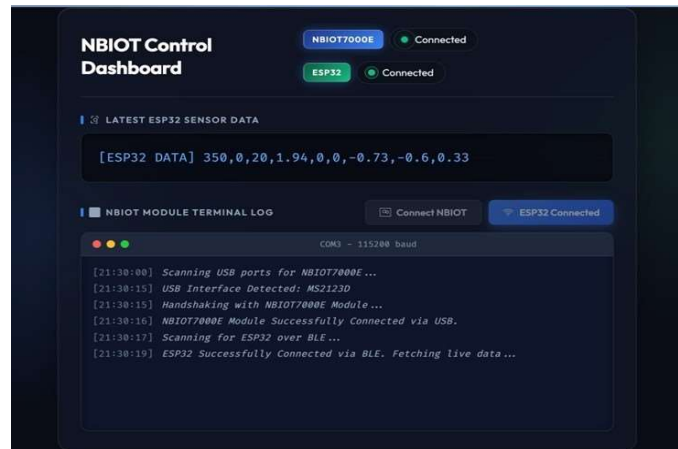 NBIOT Control
Dashboard
NBIOT7000E
Connected
ESP32
Connected
LATEST ESP32 SENSOR DATA
[ESP32 DATA] 350,0,20,1.94,0,0,-0.73,-0.6,0.33
NBIOT MODULE TERMINAL LOG
Connect NBIOT
ESP32 Connected
COM3 – 115200 baud
[21:30:00] Scanning USB ports for NBIOT7000E...
[21:30:15] USB Interface Detected: MS2123D
[21:30:15] Handshaking with NBIOT7000E Module...
[21:30:16] NBIOT7000E Module Successfully Connected via USB.
[21:30:17] Scanning for ESP32 over BLE...
[21:30:19] ESP32 Successfully Connected via BLE. Fetching live data...